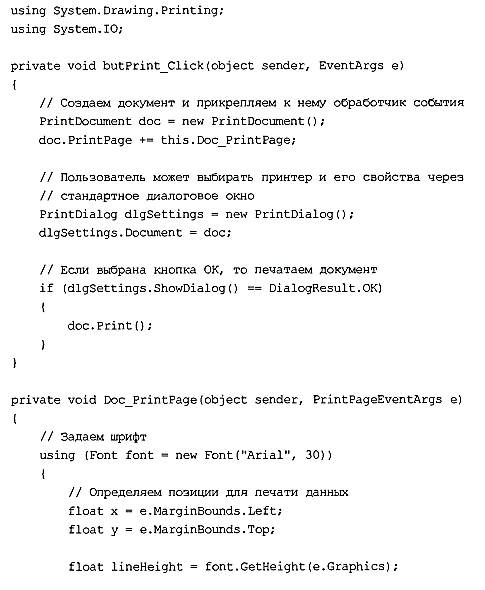 using System.Drawing.Printing;
using System.IO;

private void butPrint_Click(object sender, EventArgs e)
{
    // Создаем документ и прикрепляем к нему обработчик события
    PrintDocument doc = new PrintDocument();
    doc.PrintPage += this.Doc_PrintPage;

    // Пользователь может выбирать принтер и его свойства через
    // стандартное диалоговое окно
    PrintDialog dlgSettings = new PrintDialog();
    dlgSettings.Document = doc;

    // Если выбрана кнопка OK, то печатаем документ
    if (dlgSettings.ShowDialog() == DialogResult.OK)
    {
        doc.Print();
    }
}

private void Doc_PrintPage(object sender, PrintPageEventArgs e)
{
    // Задаем шрифт
    using (Font font = new Font("Arial", 30))
    {
        // Определяем позиции для печати данных
        float x = e.MarginBounds.Left;
        float y = e.MarginBounds.Top;

        float lineHeight = font.GetHeight(e.Graphics);